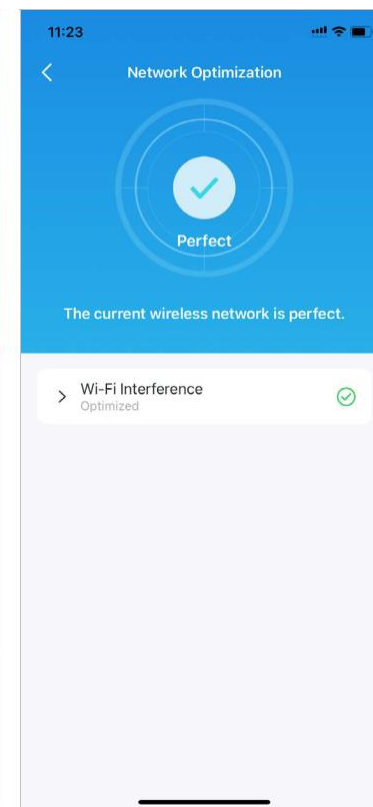 11:23
Network Optimization
Perfect
The current wireless network is perfect.
Wi-Fi Interference
Optimized